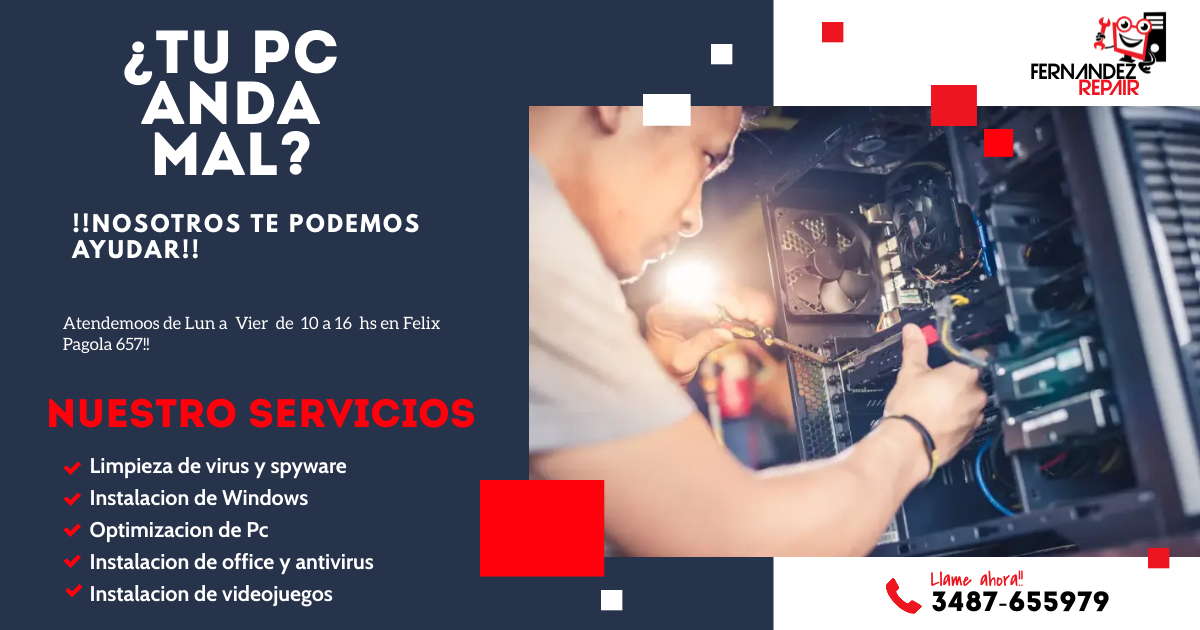 ¿TU PC
ANDA
MAL?
!!NOSOTROS TE PODEMOS
AYUDAR!!
Atendemoos de Lun a Vier de 10 a 16 hs en Felix
Pagola 657!!
NUESTRO SERVICIOS
Limpieza de virus y spyware
Instalacion de Windows
Optimizacion de Pc
Instalacion de office y antivirus
Instalacion de videojuegos
FERNANDEZ
REPAIR
Llame ahora!!
3487-655979